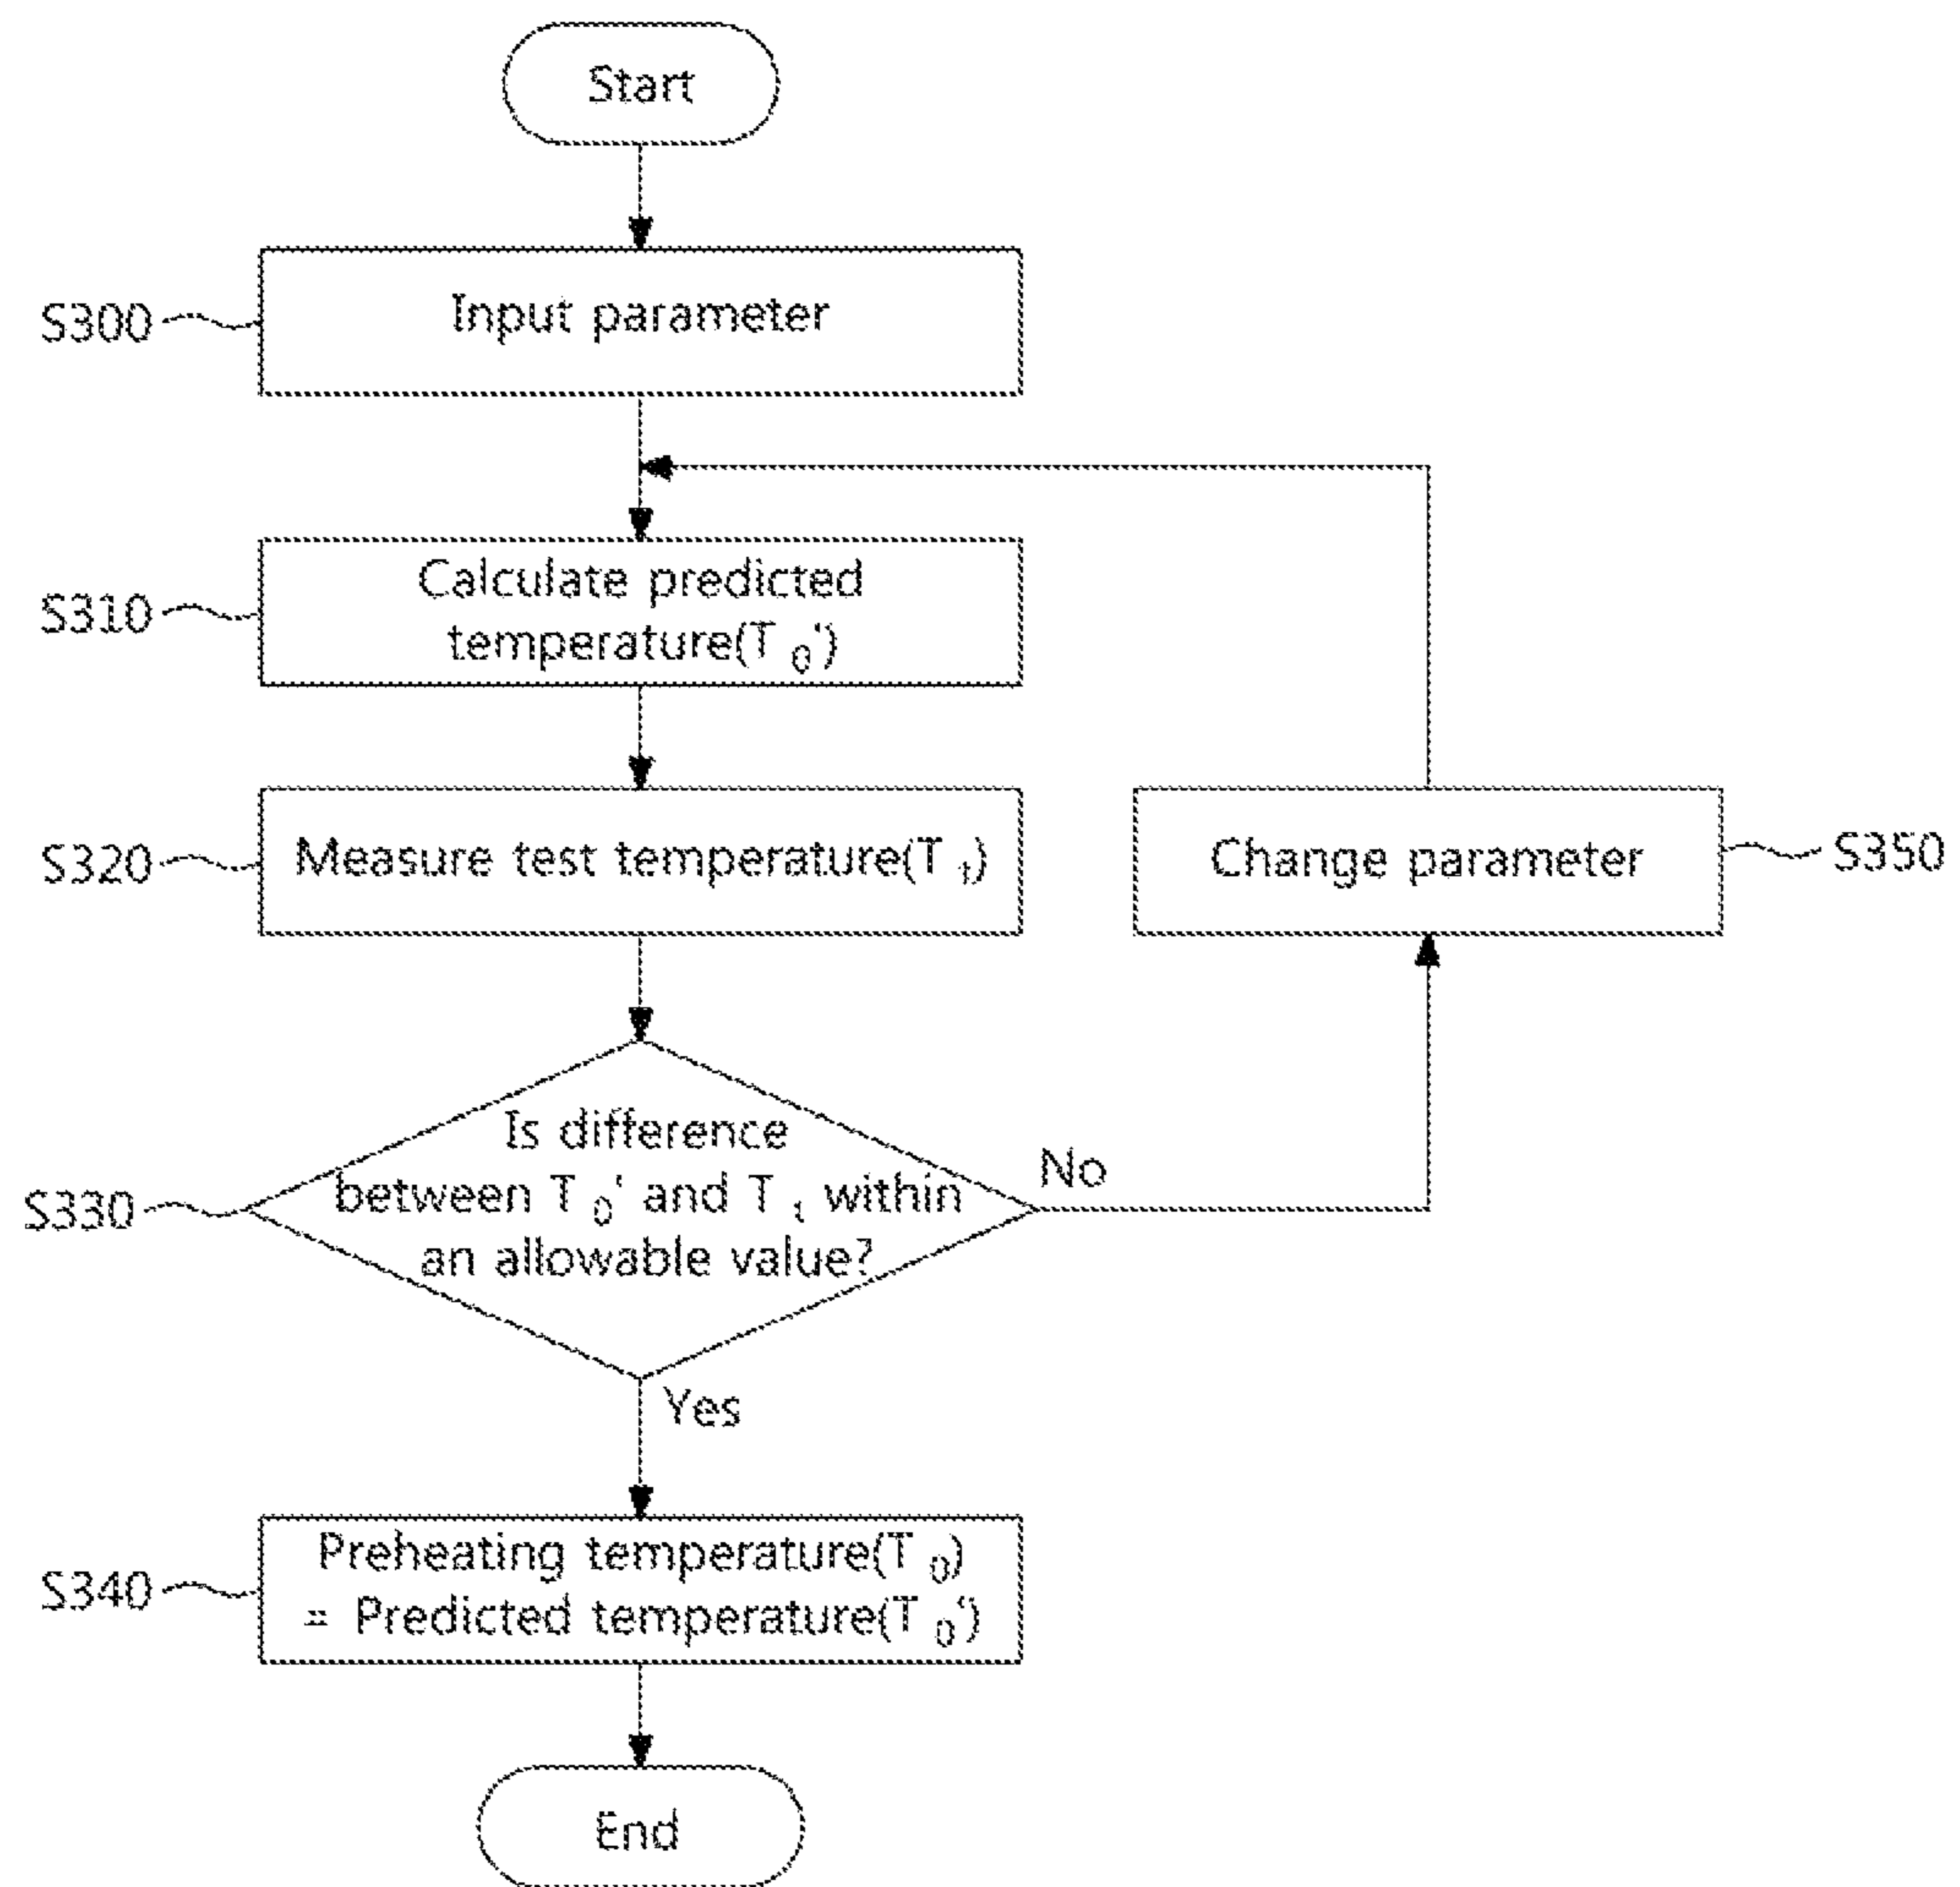 Start
S300
Input parameter
S310
Calculate predicted
temperature(T₀')
S320
Measure test temperature(Tₜ)
Change parameter
S350
S330
Is difference
between T₀' and Tₜ within
an allowable value?
No
Yes
S340
Preheating temperature(T₀)
= Predicted temperature(T₀')
End